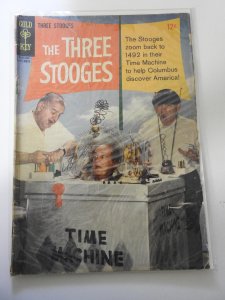 GOLD
KEY
THREE STOOGES
12¢
THE THREE
STOOGES
The Stooges
zoom back to
1492 in their
Time Machine
to help Columbus
discover America!
TIME
MACHINE